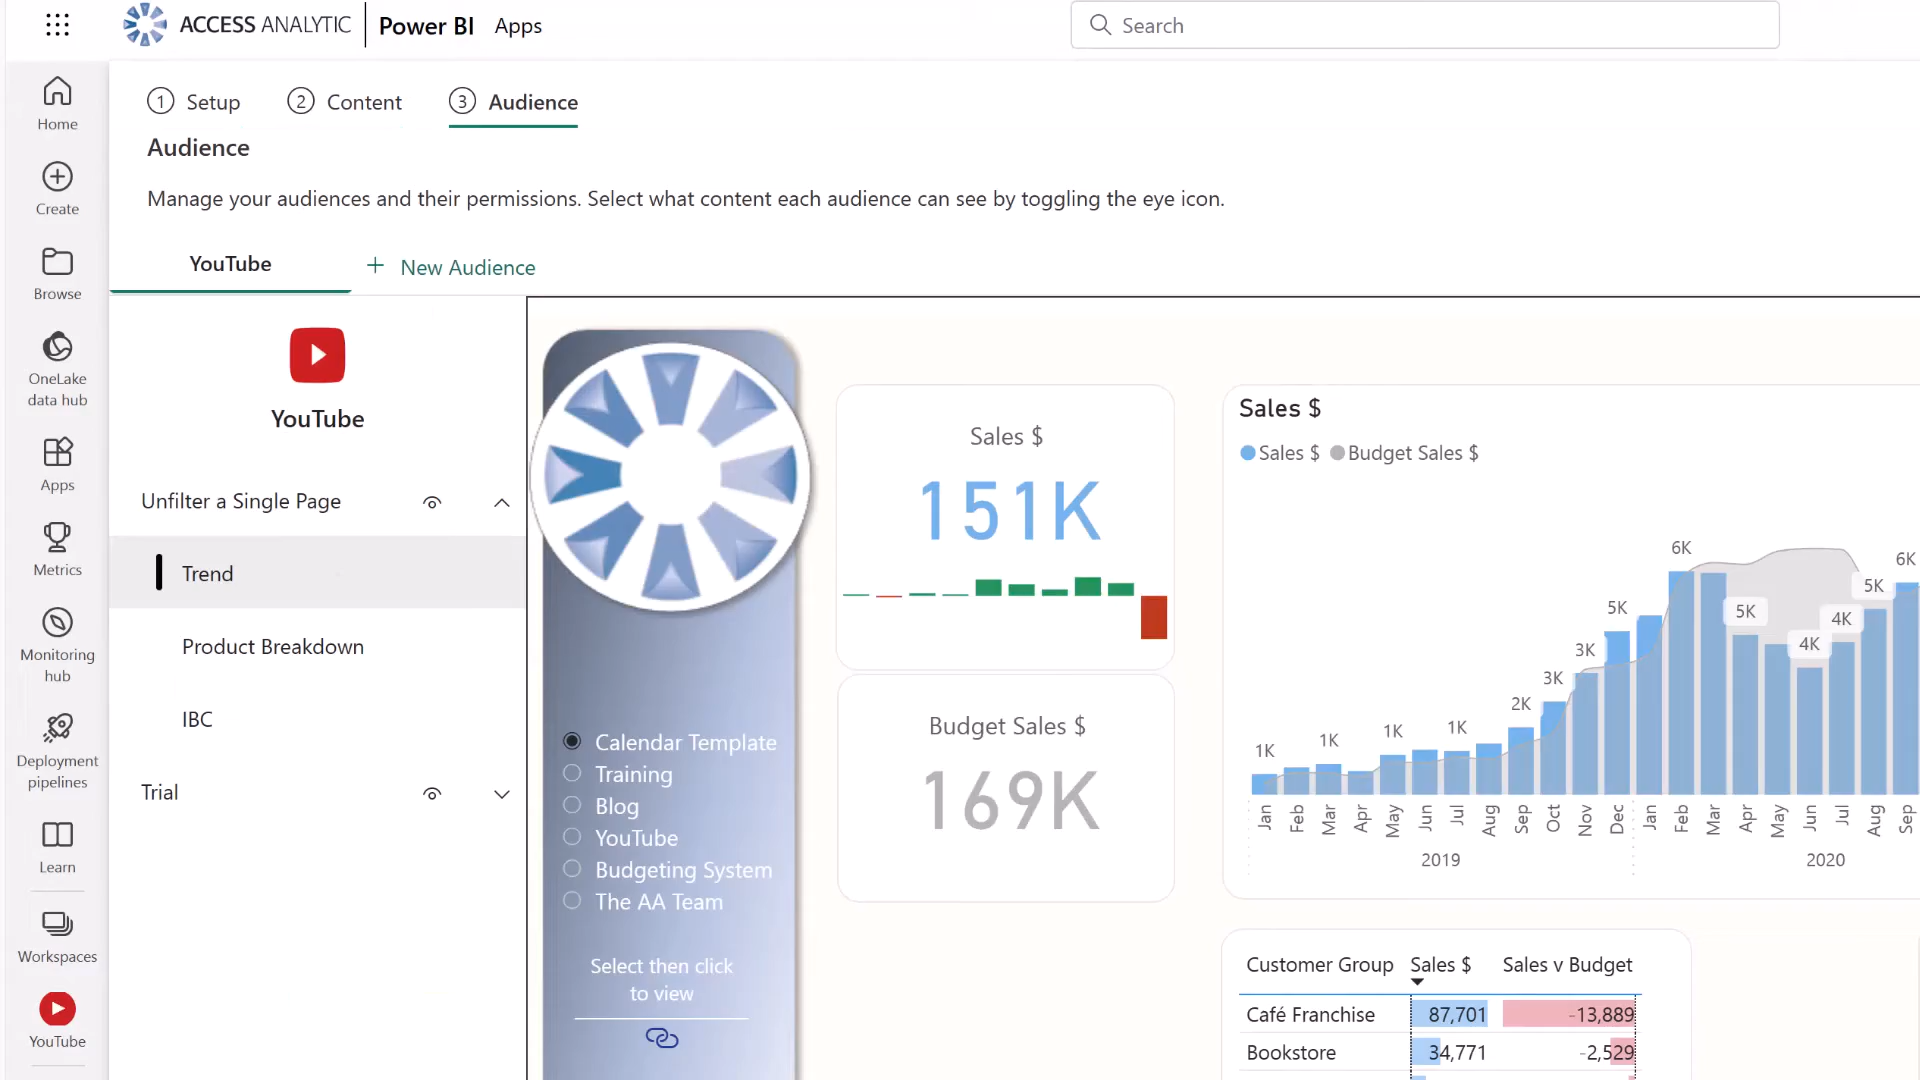 ACCESS ANALYTIC
Power BI
Apps
Search
Home
Create
Browse
OneLake
data hub
Apps
Metrics
Monitoring
hub
Deployment
pipelines
Learn
Workspaces
YouTube
1 Setup
2 Content
3 Audience
Audience
Manage your audiences and their permissions. Select what content each audience can see by toggling the eye icon.
YouTube
+ New Audience
YouTube
Unfilter a Single Page
Trend
Product Breakdown
IBC
Trial
Calendar Template
Training
Blog
YouTube
Budgeting System
The AA Team
Select then click
to view
Sales $
151K
Budget Sales $
169K
Sales $
Sales $ Budget Sales $
1K 1K 1K 1K 2K 3K 3K 5K 6K 5K 4K 4K 5K 6K
Jan Feb Mar Apr May Jun Jul Aug Sep Oct Nov Dec Jan Feb Mar Apr May Jun Jul Aug Sep
2019 2020
Customer Group Sales $ Sales v Budget
Café Franchise 87,701 -13,889
Bookstore 34,771 -2,529